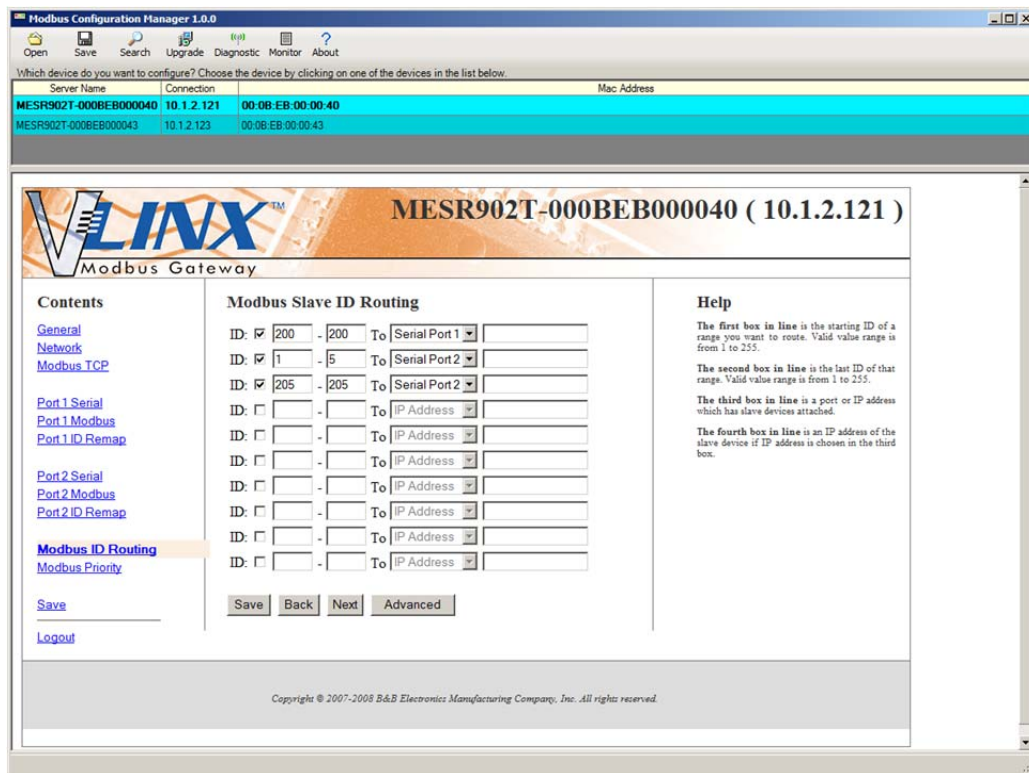 Modbus Configuration Manager 1.0.0
Open Save Search Upgrade Diagnostic Monitor About
Which device do you want to configure? Choose the device by clicking on one of the devices in the list below.
Server Name Connection Mac Address
MESR902T-000BEB000040 10.1.2.121 00:0B:EB:00:00:40
MESR902T-000BEB000043 10.1.2.123 00:0B:EB:00:00:43
VLINX™
Modbus Gateway
MESR902T-000BEB000040 ( 10.1.2.121 )
Contents
General
Network
Modbus TCP
Port 1 Serial
Port 1 Modbus
Port 1 ID Remap
Port 2 Serial
Port 2 Modbus
Port 2 ID Remap
Modbus ID Routing
Modbus Priority
Save
Logout
Modbus Slave ID Routing
ID: 200 - 200 To Serial Port 1
ID: 1 - 5 To Serial Port 2
ID: 205 - 205 To Serial Port 2
ID: - To IP Address
ID: - To IP Address
ID: - To IP Address
ID: - To IP Address
ID: - To IP Address
ID: - To IP Address
ID: - To IP Address
Save Back Next Advanced
Help
The first box in line is the starting ID of a
range you want to route. Valid value range is
from 1 to 255.
The second box in line is the last ID of that
range. Valid value range is from 1 to 255.
The third box in line is a port or IP address
which has slave devices attached.
The fourth box in line is an IP address of the
slave device if IP address is chosen in the third
box.
Copyright © 2007-2008 B&B Electronics Manufacturing Company, Inc. All rights reserved.